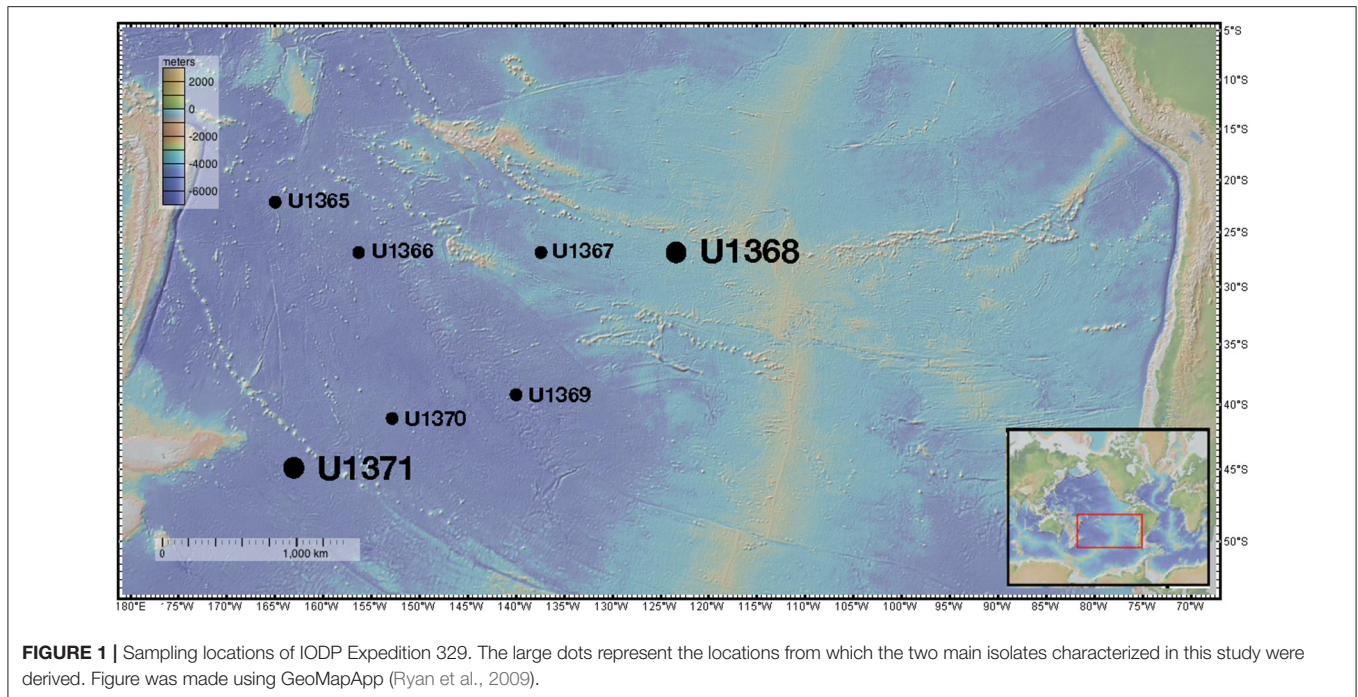 meters
2000
0
-2000
-4000
-6000
5°S
10°S
15°S
20°S
25°S
30°S
35°S
40°S
45°S
50°S
U1365
U1366
U1367
U1368
U1369
U1370
U1371
0 1,000 km
180°E 175°W 170°W 165°W 160°W 155°W 150°W 145°W 140°W 135°W 130°W 125°W 120°W 115°W 110°W 105°W 100°W 95°W 90°W 85°W 80°W 75°W 70°W
FIGURE 1 | Sampling locations of IODP Expedition 329. The large dots represent the locations from which the two main isolates characterized in this study were
derived. Figure was made using GeoMapApp (Ryan et al., 2009).